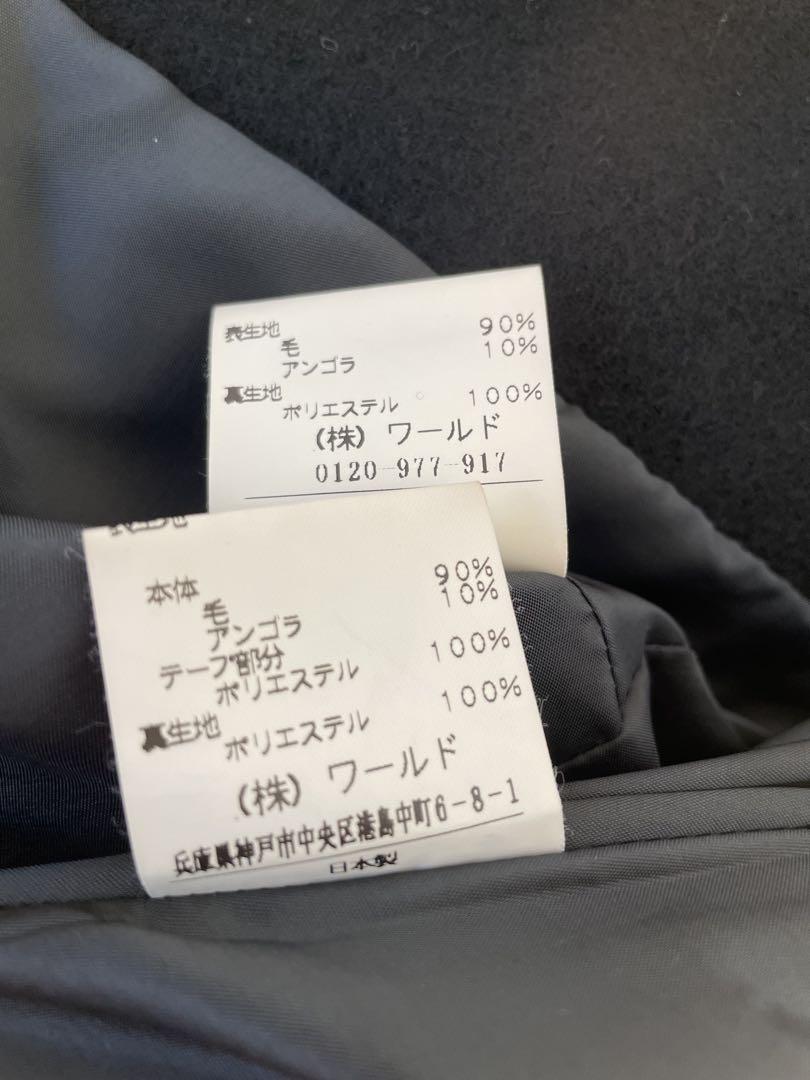 表生地
毛 90%
アンゴラ 10%
裏生地
ポリエステル 100%
(株) ワールド
0120-977-917
表生地
本体
毛 90%
アンゴラ 10%
テープ部分
ポリエステル 100%
裏生地
ポリエステル 100%
(株) ワールド
兵庫県神戸市中央区港島中町6-8-1
日本製